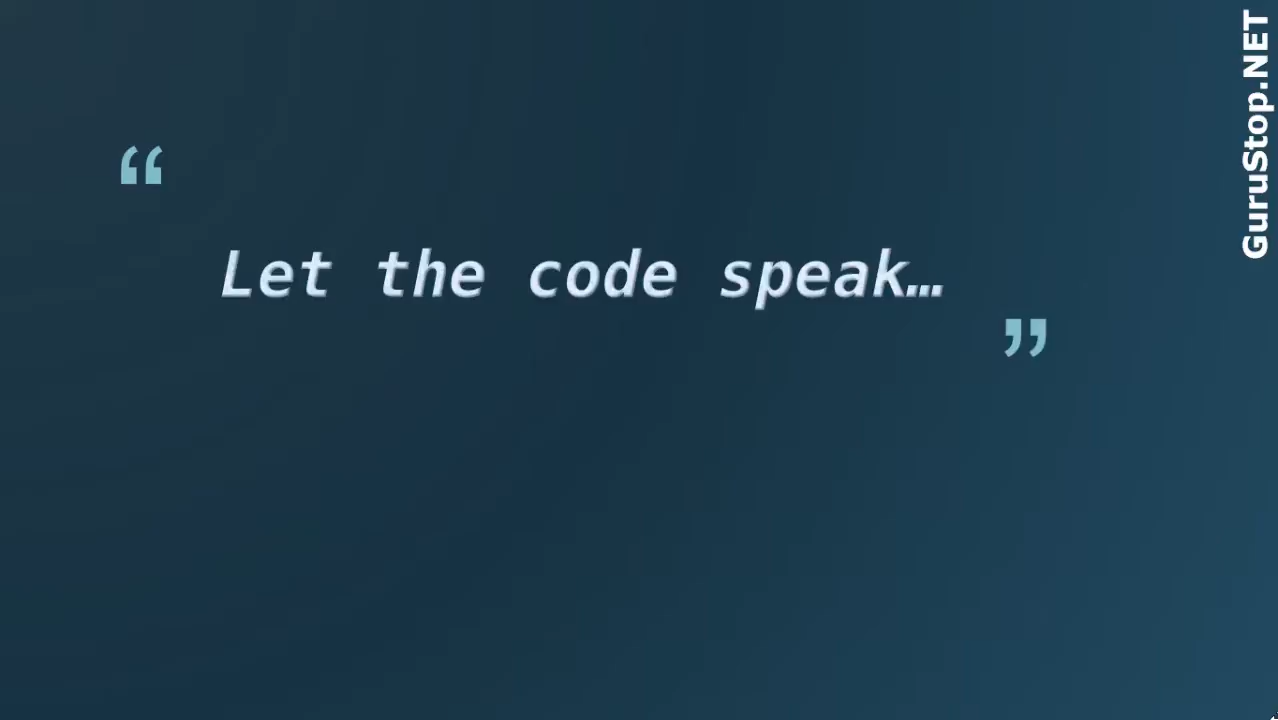 “
Let the code speak…
”
GuruStop.NET